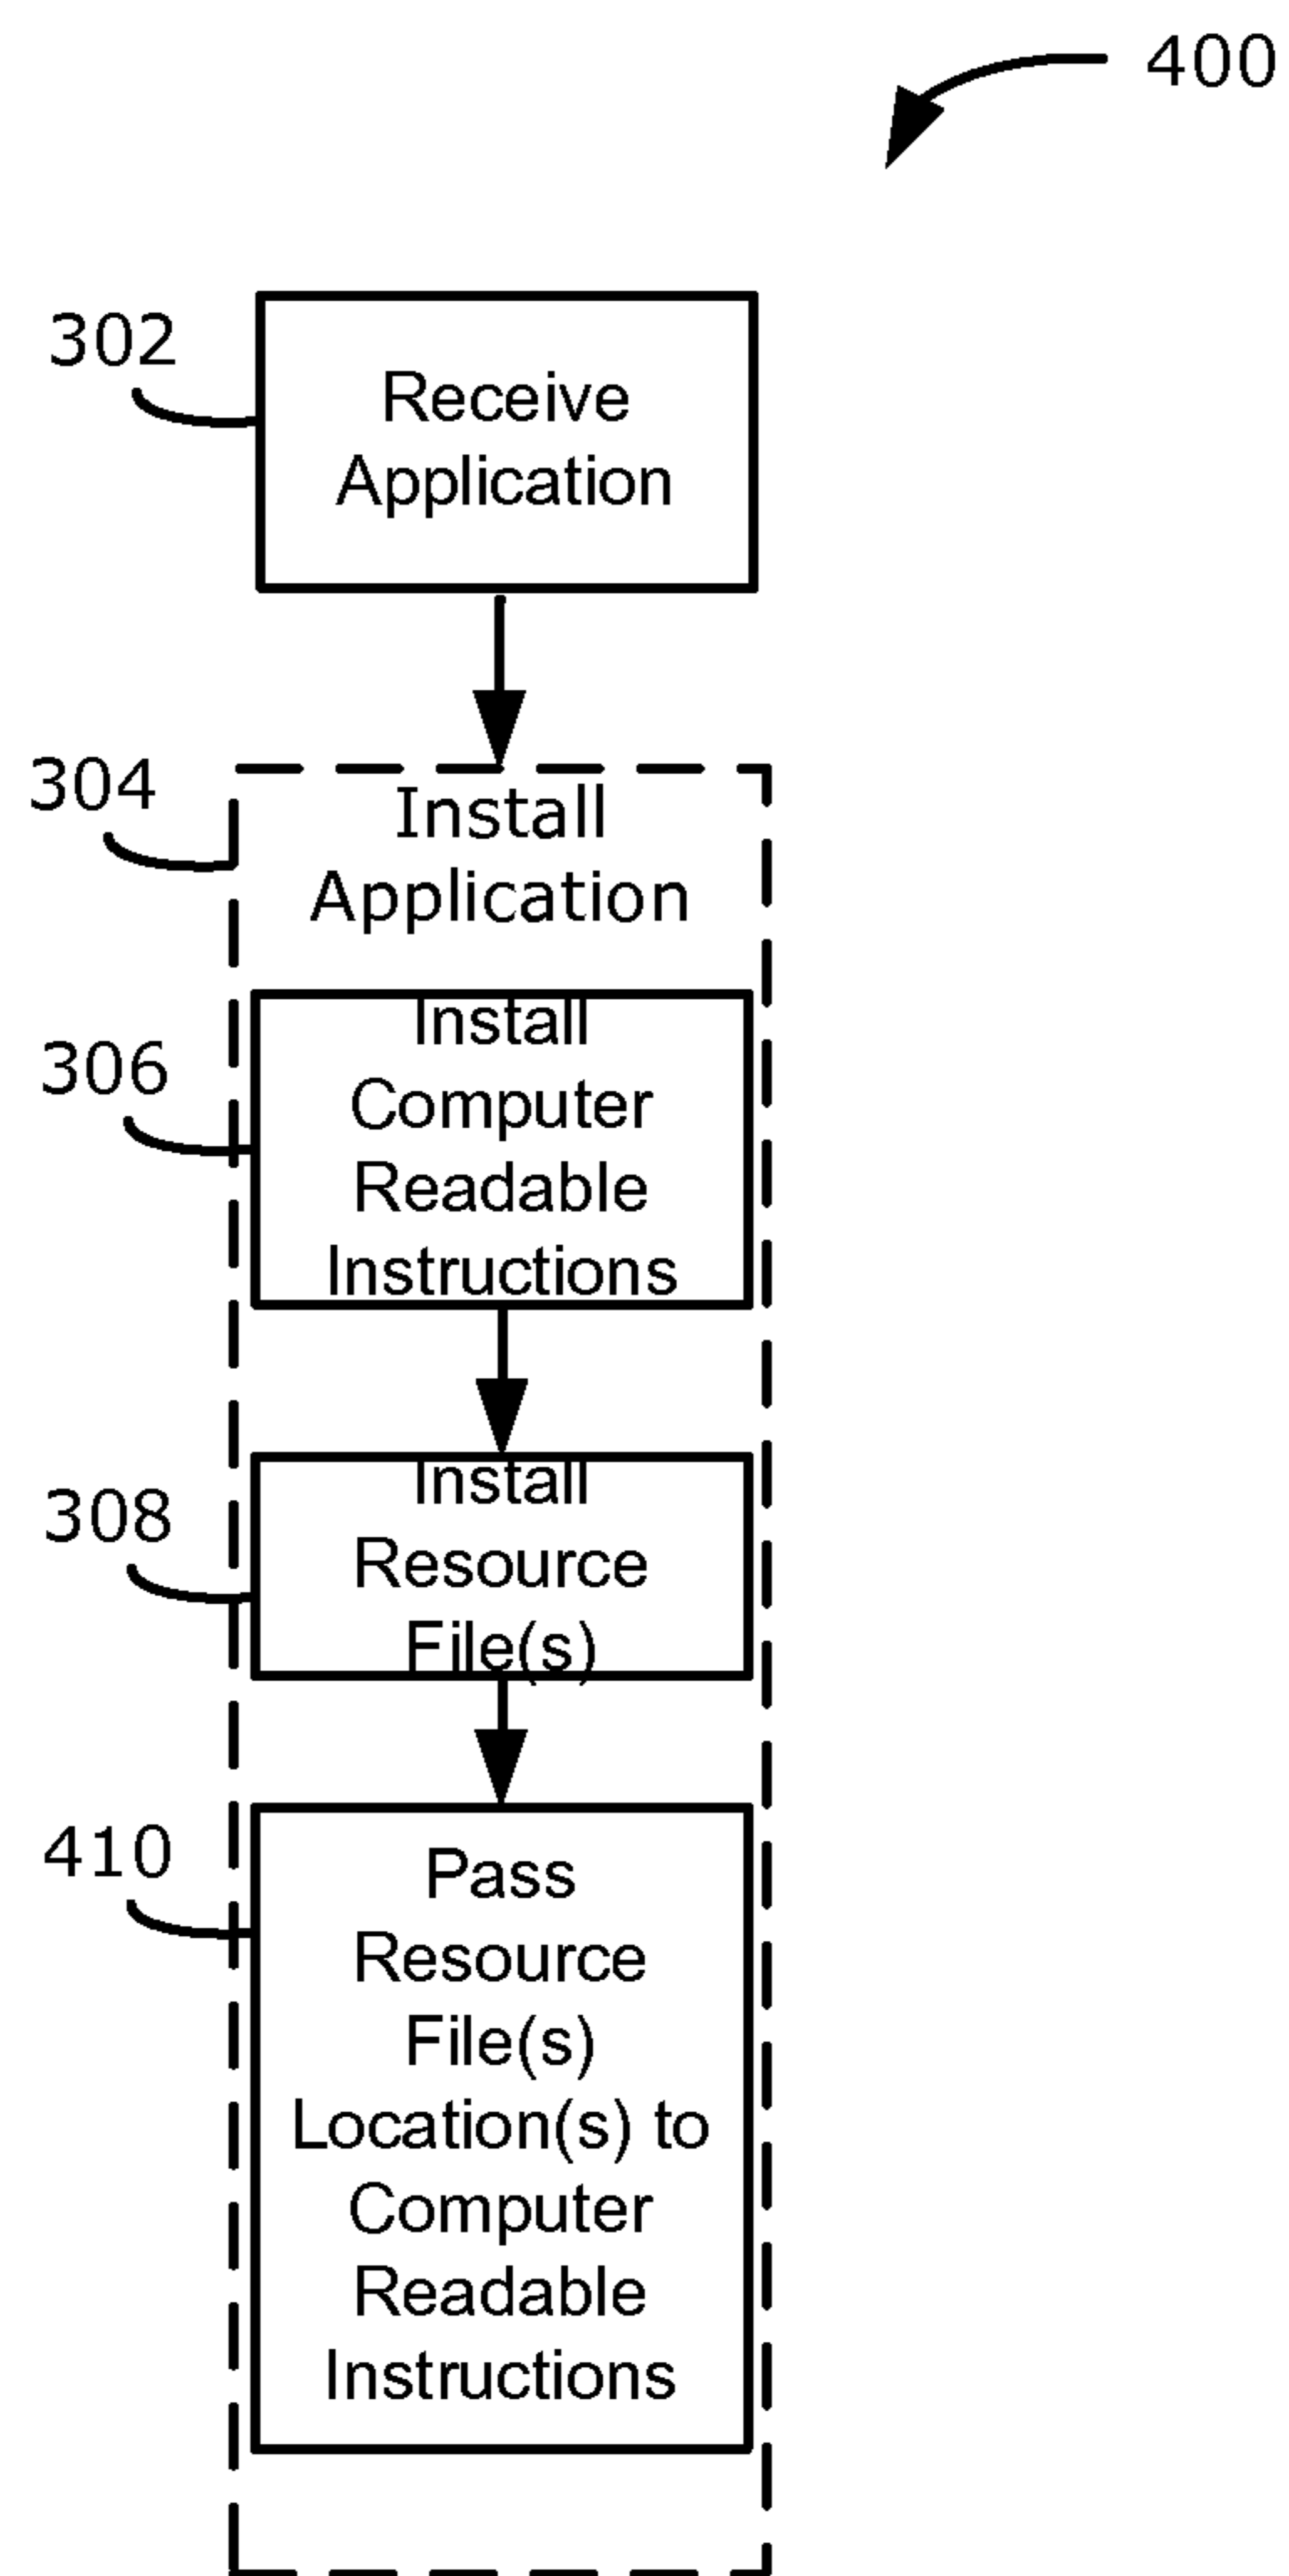 400
302
Receive
Application
304
Install
Application
306
Install
Computer
Readable
Instructions
308
Install
Resource
File(s)
410
Pass
Resource
File(s)
Location(s) to
Computer
Readable
Instructions